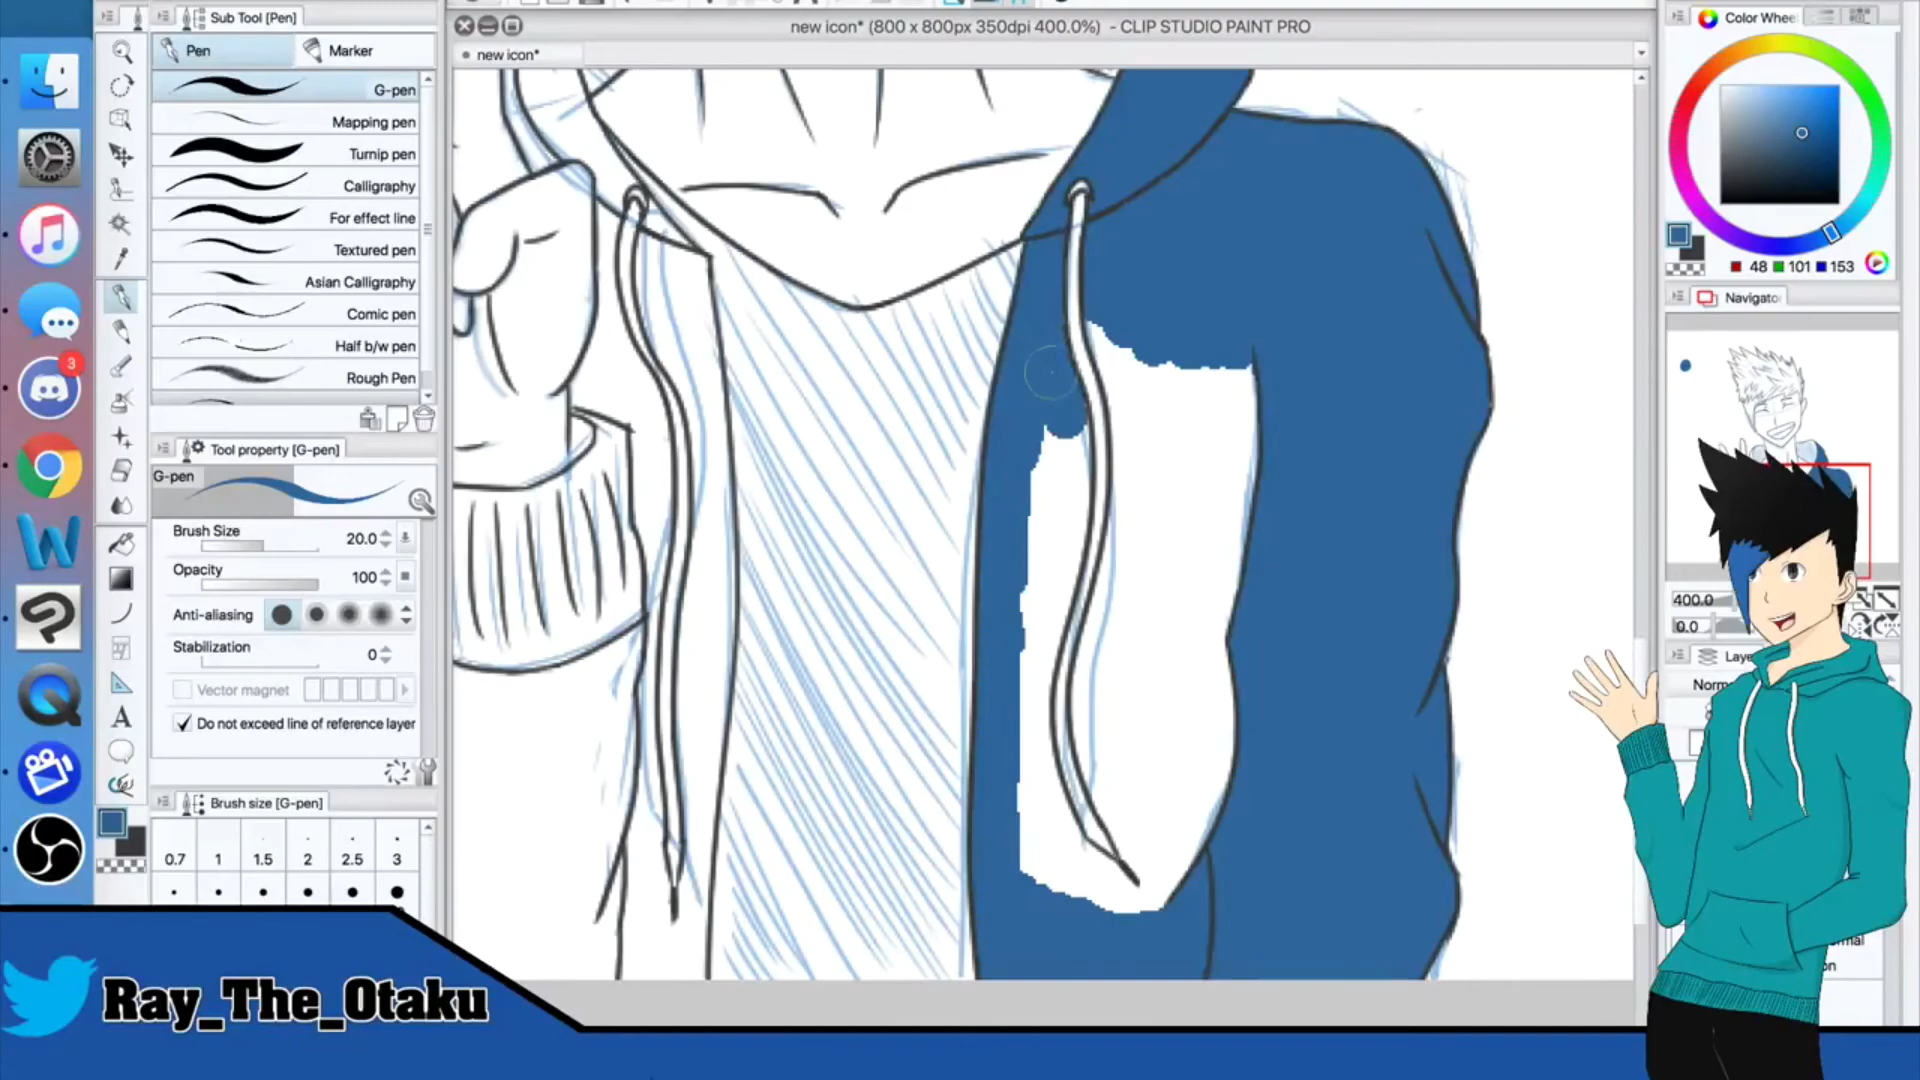 Sub Tool [Pen]
Pen
Marker
G-pen
Mapping pen
Turnip pen
Calligraphy
For effect line
Textured pen
Asian Calligraphy
Comic pen
Half b/w pen
Rough Pen
Tool property [G-pen]
G-pen
Brush Size 20.0
Opacity 100
Anti-aliasing
Stabilization 0
Vector magnet
Do not exceed line of reference layer
Brush size [G-pen]
0.7 1 1.5 2 2.5 3
new icon* (800 x 800px 350dpi 400.0%) - CLIP STUDIO PAINT PRO
new icon*
Color Whee
48 101 153
Navigato
400.0
0.0
Laye
Norm
3
W
A
Ray_The_Otaku